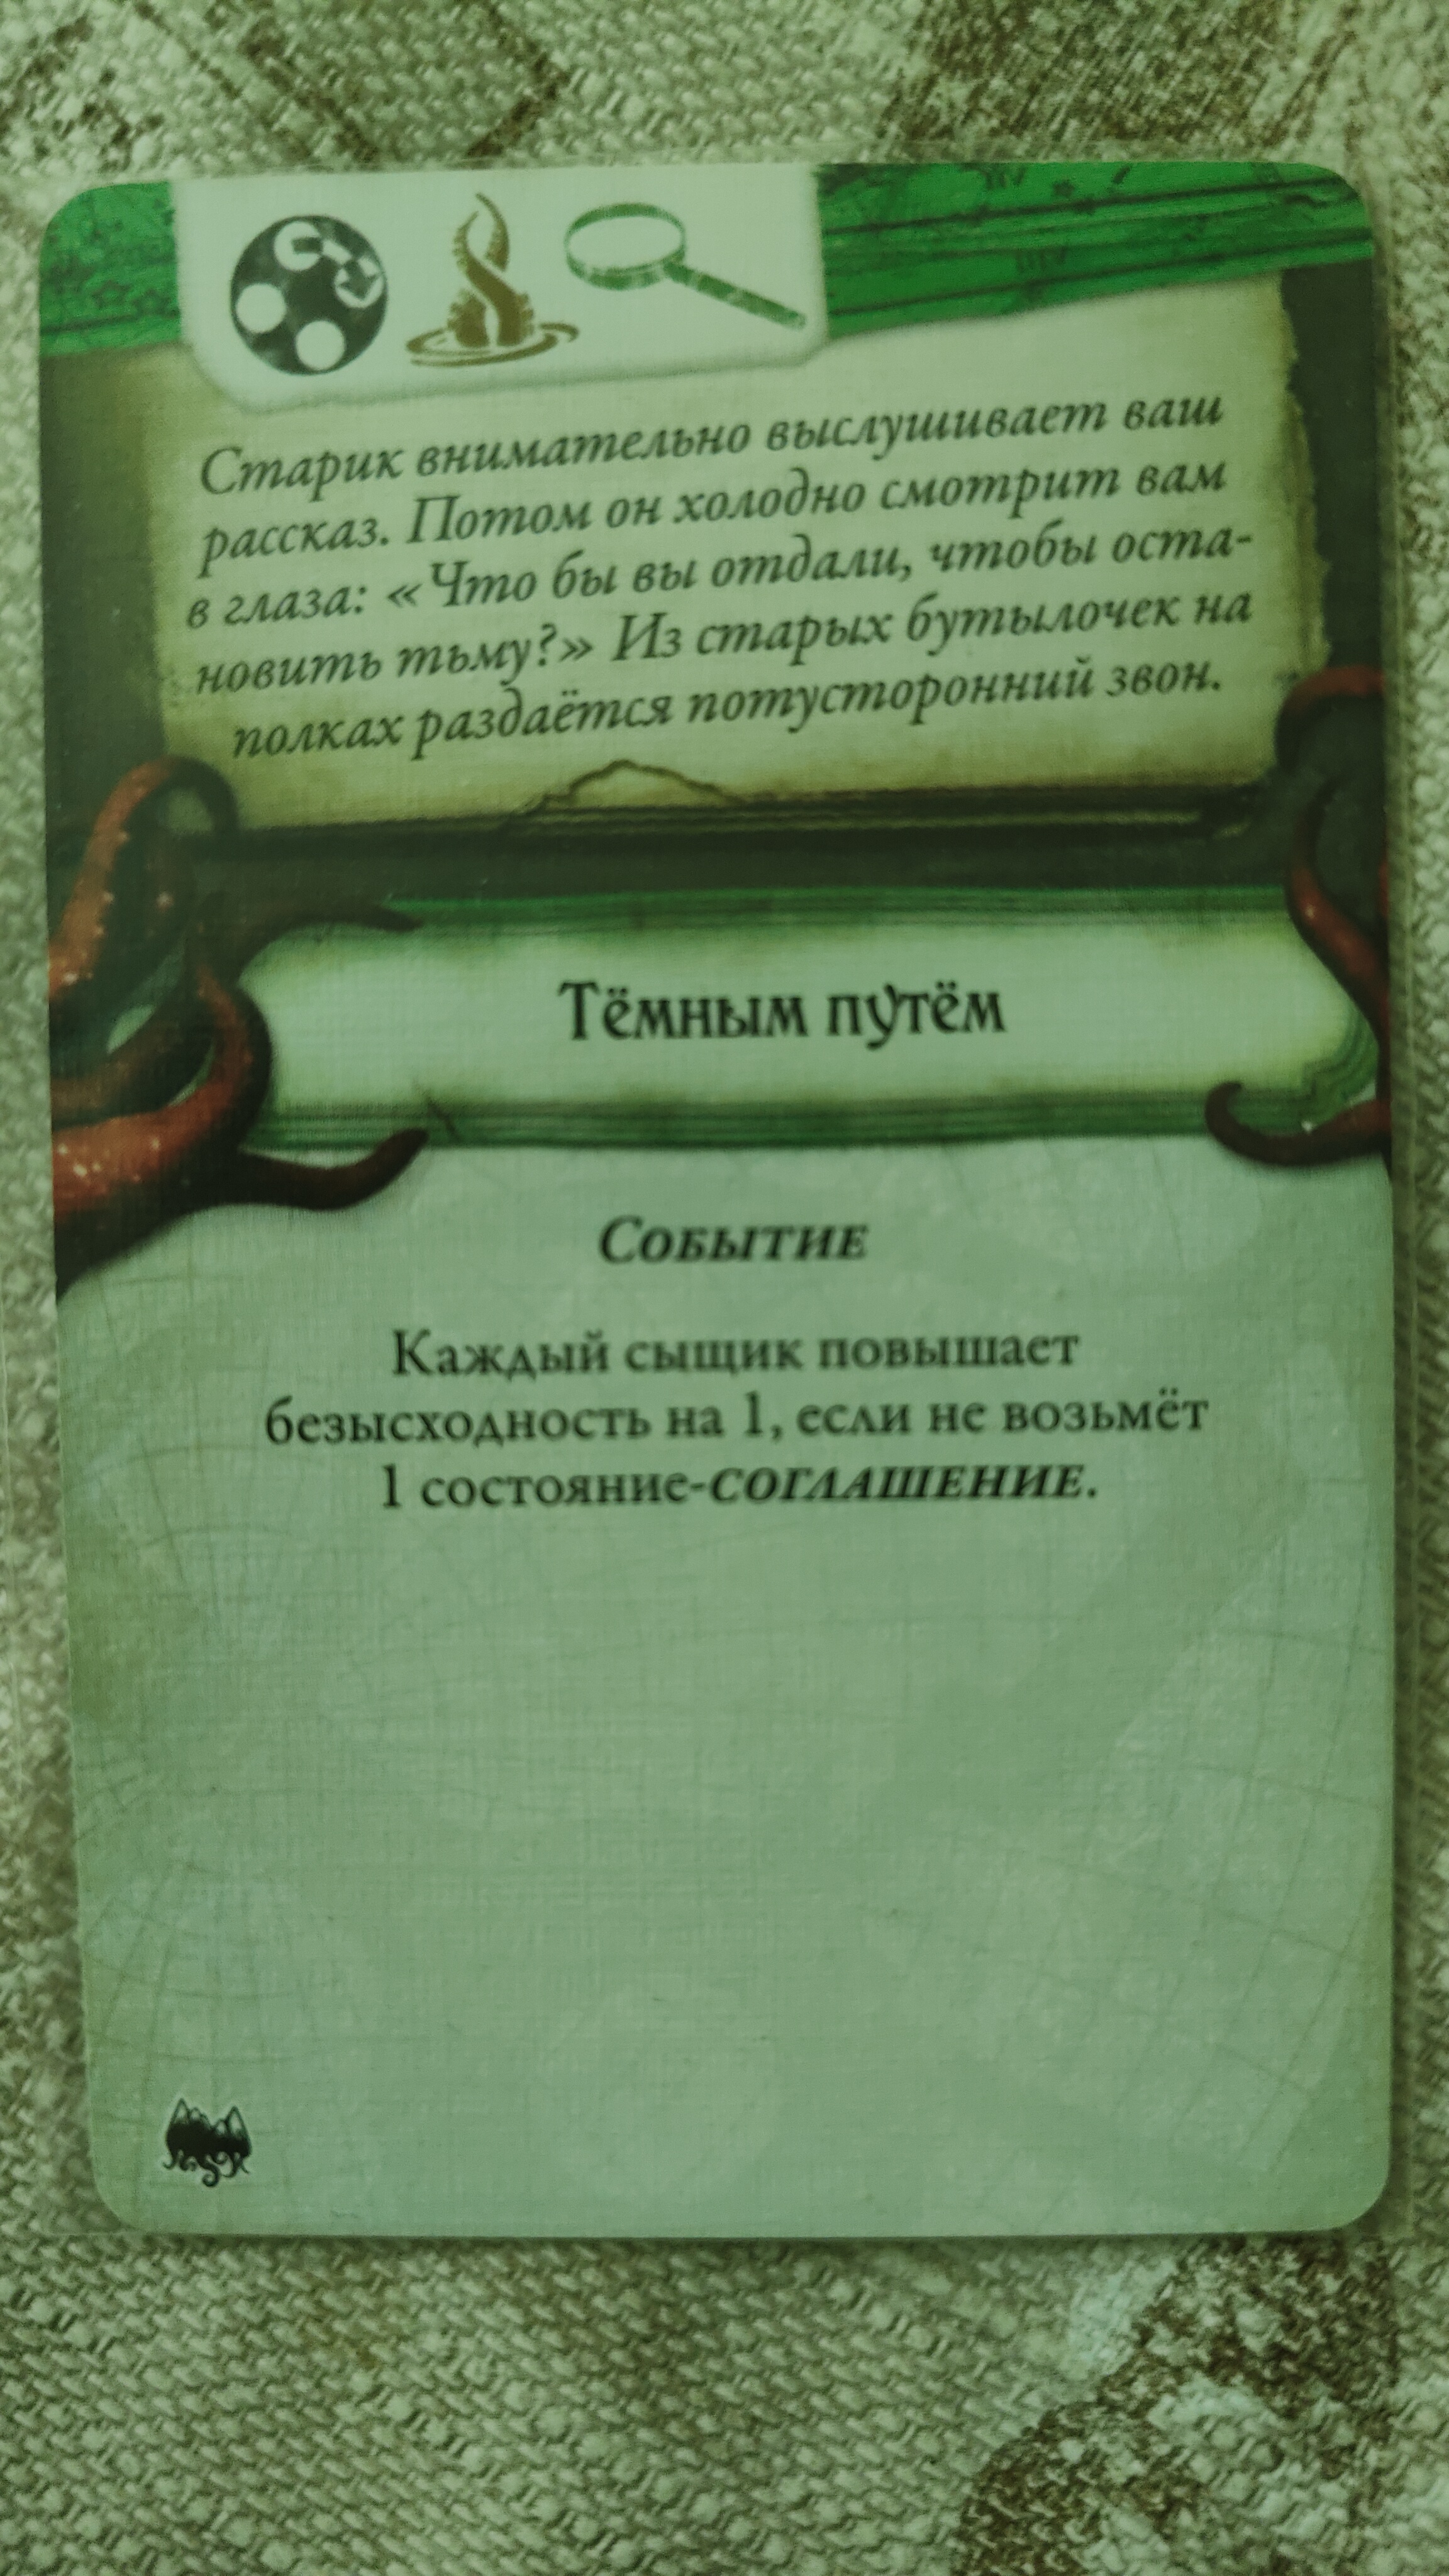 Старик внимательно выслушивает ваш
рассказ. Потом он холодно смотрит вам
в глаза: «Что бы вы отдали, чтобы оста-
новить тьму?» Из старых бутылочек на
полках раздаётся потусторонний звон.
Тёмным путём
Событие
Каждый сыщик повышает
безысходность на 1, если не возьмёт
1 состояние-СОГЛАШЕНИЕ.